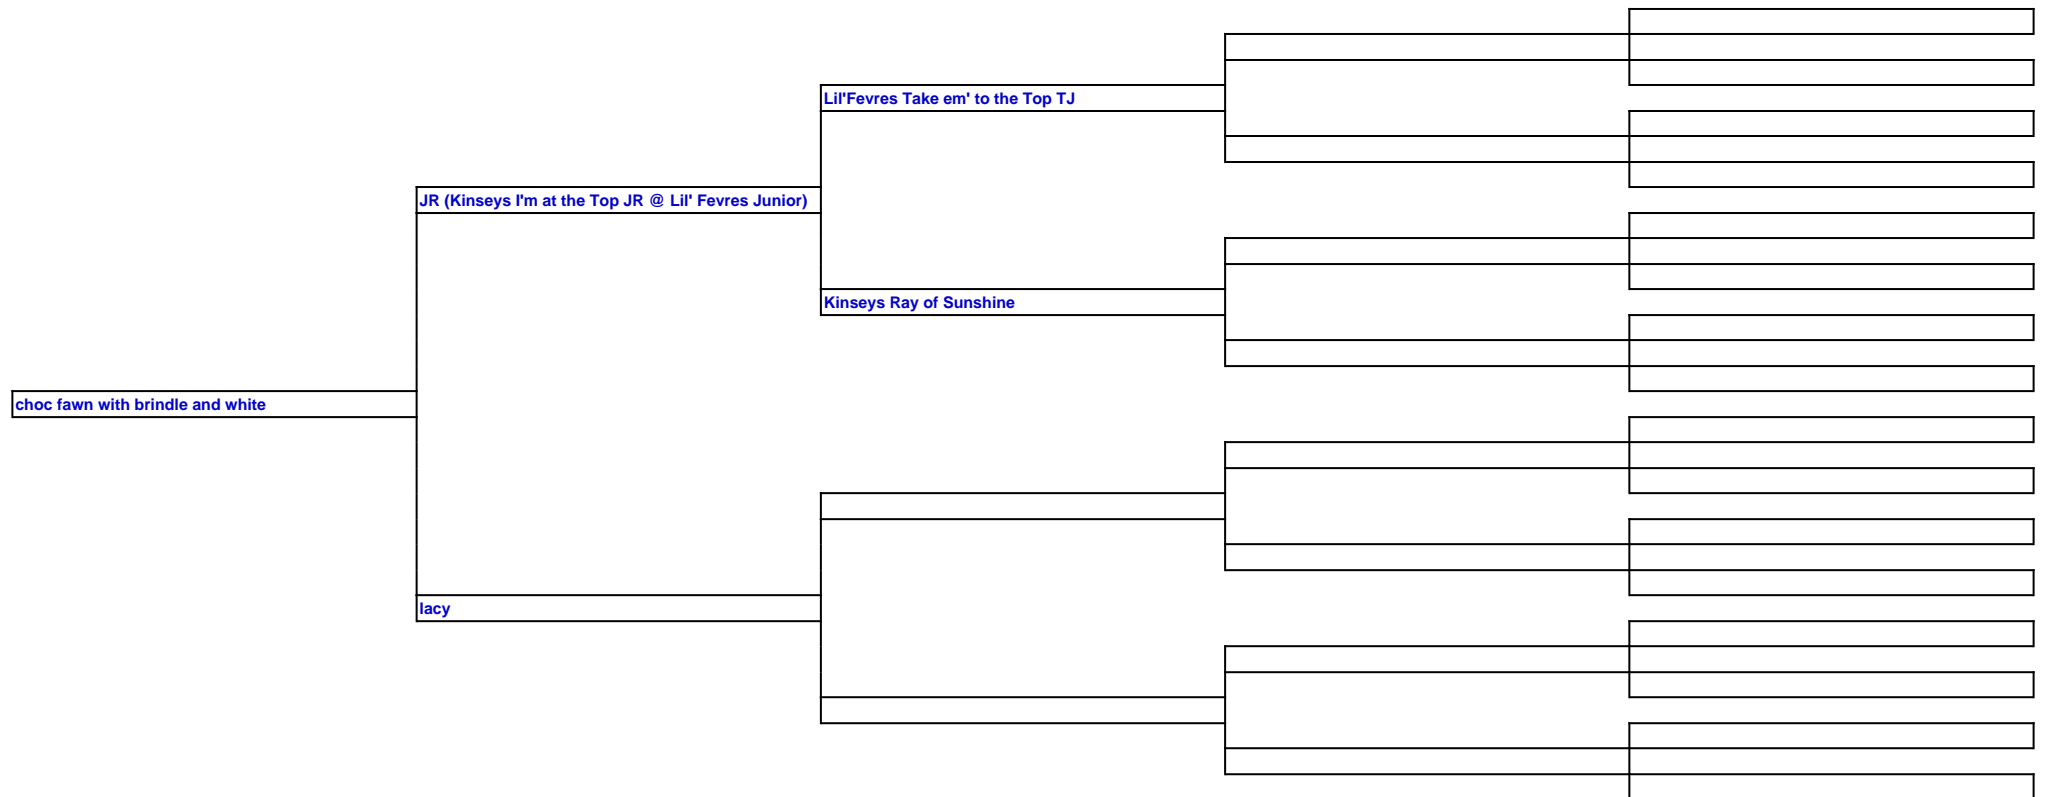 Lil'Fevres Take em' to the Top TJ
JR (Kinseys I'm at the Top JR @ Lil' Fevres Junior)
Kinseys Ray of Sunshine
choc fawn with brindle and white
lacy